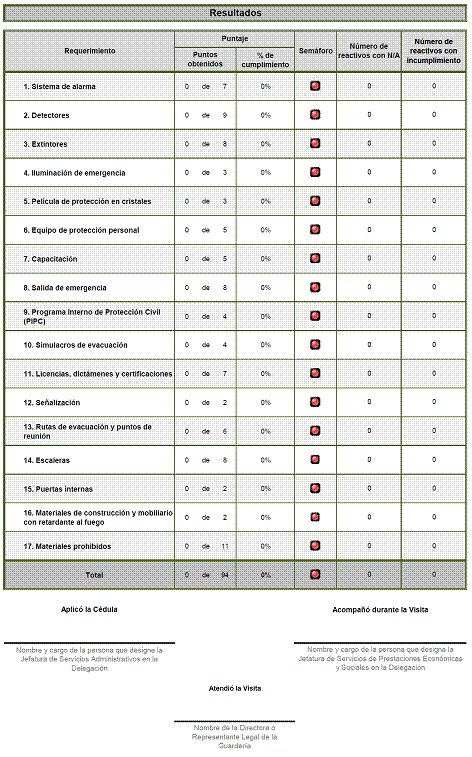 Resultados
Requerimiento
Puntaje
Puntos
obtenidos
% de
cumplimiento
Semáforo
Número de
reactivos con N/A
Número de
reactivos con
incumplimiento
1. Sistema de alarma 0 de 7 0% 0 0
2. Detectores 0 de 9 0% 0 0
3. Extintores 0 de 8 0% 0 0
4. Iluminación de emergencia 0 de 3 0% 0 0
5. Película de protección en cristales 0 de 3 0% 0 0
6. Equipo de protección personal 0 de 5 0% 0 0
7. Capacitación 0 de 5 0% 0 0
8. Salida de emergencia 0 de 8 0% 0 0
9. Programa Interno de Protección Civil
(PIPC) 0 de 4 0% 0 0
10. Simulacros de evacuación 0 de 4 0% 0 0
11. Licencias, dictámenes y certificaciones 0 de 7 0% 0 0
12. Señalización 0 de 2 0% 0 0
13. Rutas de evacuación y puntos de
reunión 0 de 6 0% 0 0
14. Escaleras 0 de 8 0% 0 0
15. Puertas internas 0 de 2 0% 0 0
16. Materiales de construcción y mobiliario
con retardante al fuego 0 de 2 0% 0 0
17. Materiales prohibidos 0 de 11 0% 0 0
Total 0 de 94 0% 0 0
Aplicó la Cédula
Nombre y cargo de la persona que designe la
Jefatura de Servicios Administrativos en la
Delegación
Acompañó durante la Visita
Nombre y cargo de la persona que designe la
Jefatura de Servicios de Prestaciones Económicas
y Sociales en la Delegación
Atendió la Visita
Nombre de la Directora o
Representante Legal de la
Guardería